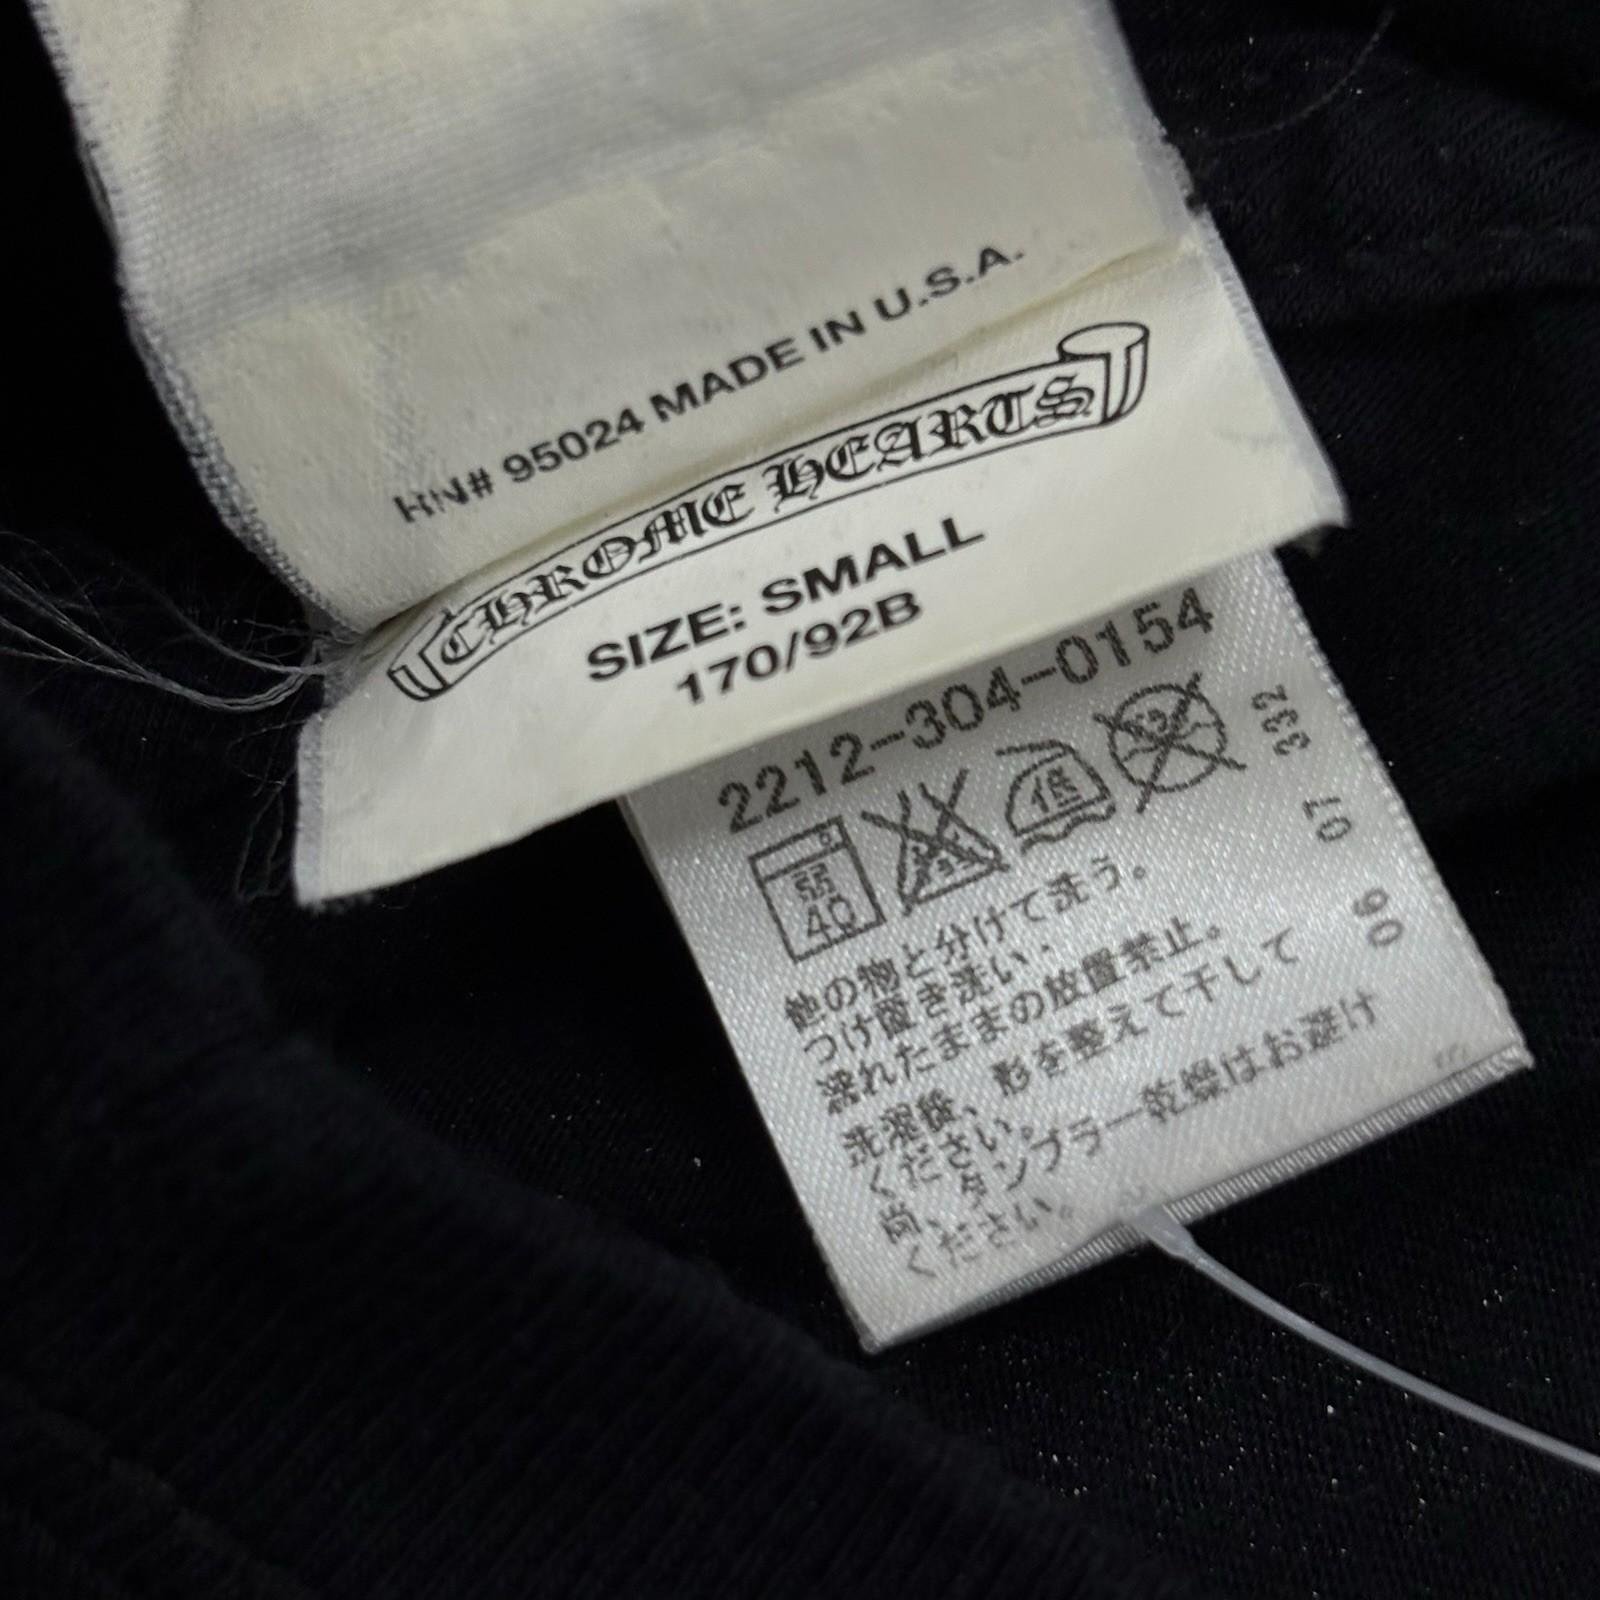 RN# 95024 MADE IN U.S.A.
CHROME HEARTS
SIZE: SMALL
170/92B
2212-304-0154
弱
40
低
332
07
06
他の物と分けて洗う。
つけ置き洗い・
濡れたままの放置禁止。
洗濯後、形を整えて干して
ください。
尚、タンブラー乾燥はお避け
ください。